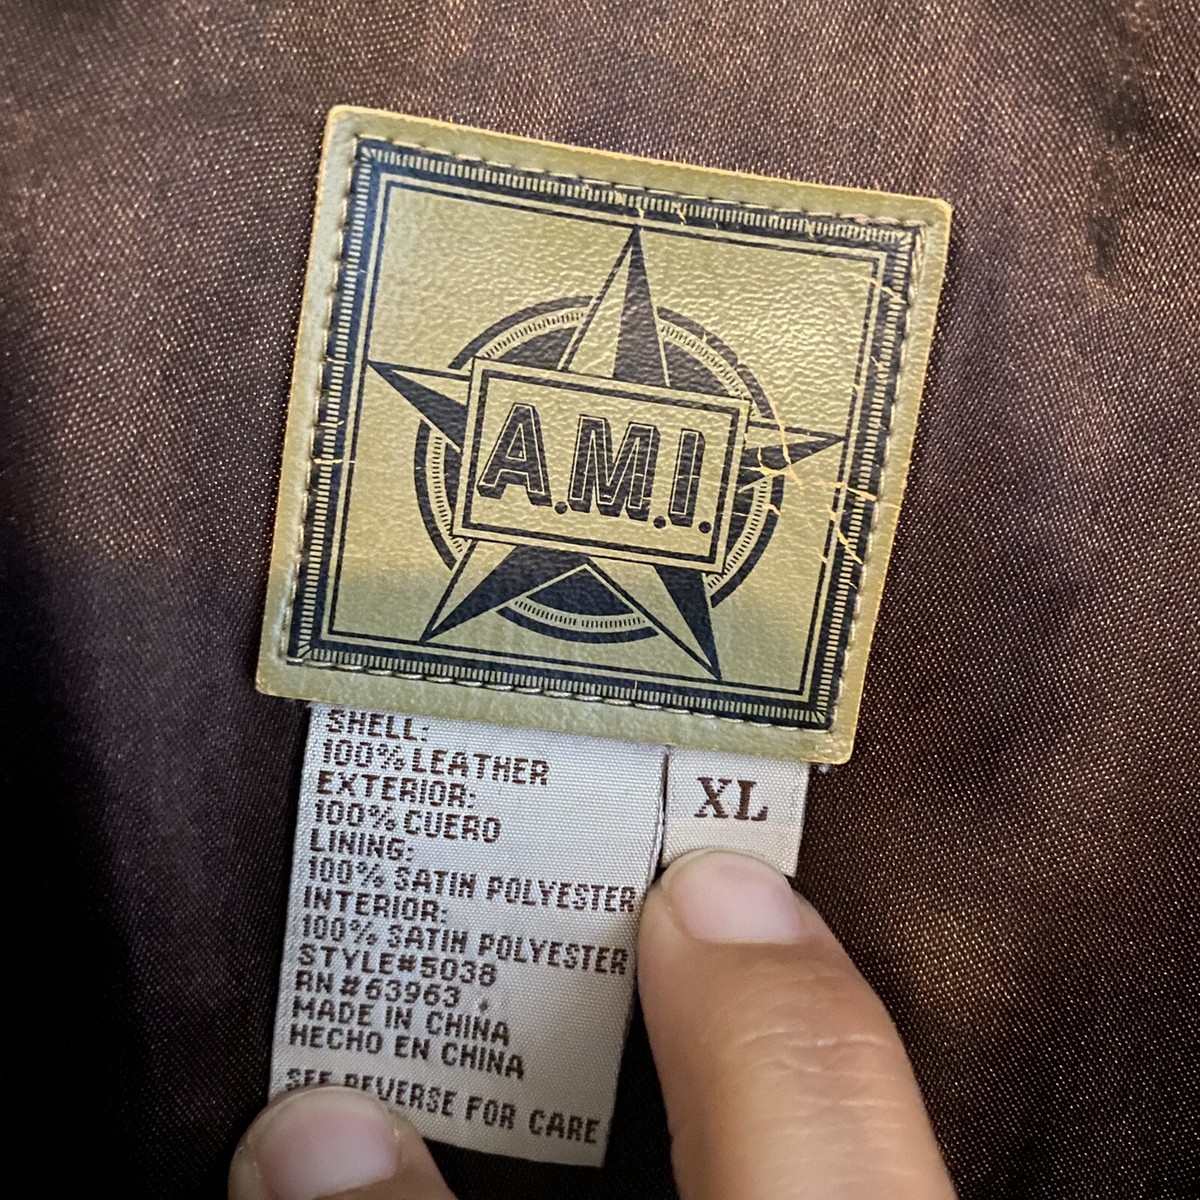 A.M.I.
SHELL:
100% LEATHER
EXTERIOR:
100% CUERO
LINING:
100% SATIN POLYESTER
INTERIOR:
100% SATIN POLYESTER
STYLE#5038
RN#63963
MADE IN CHINA
HECHO EN CHINA
SEE REVERSE FOR CARE
XL